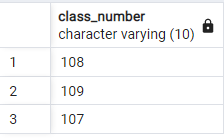 class_number
character varying (10)
1 108
2 109
3 107